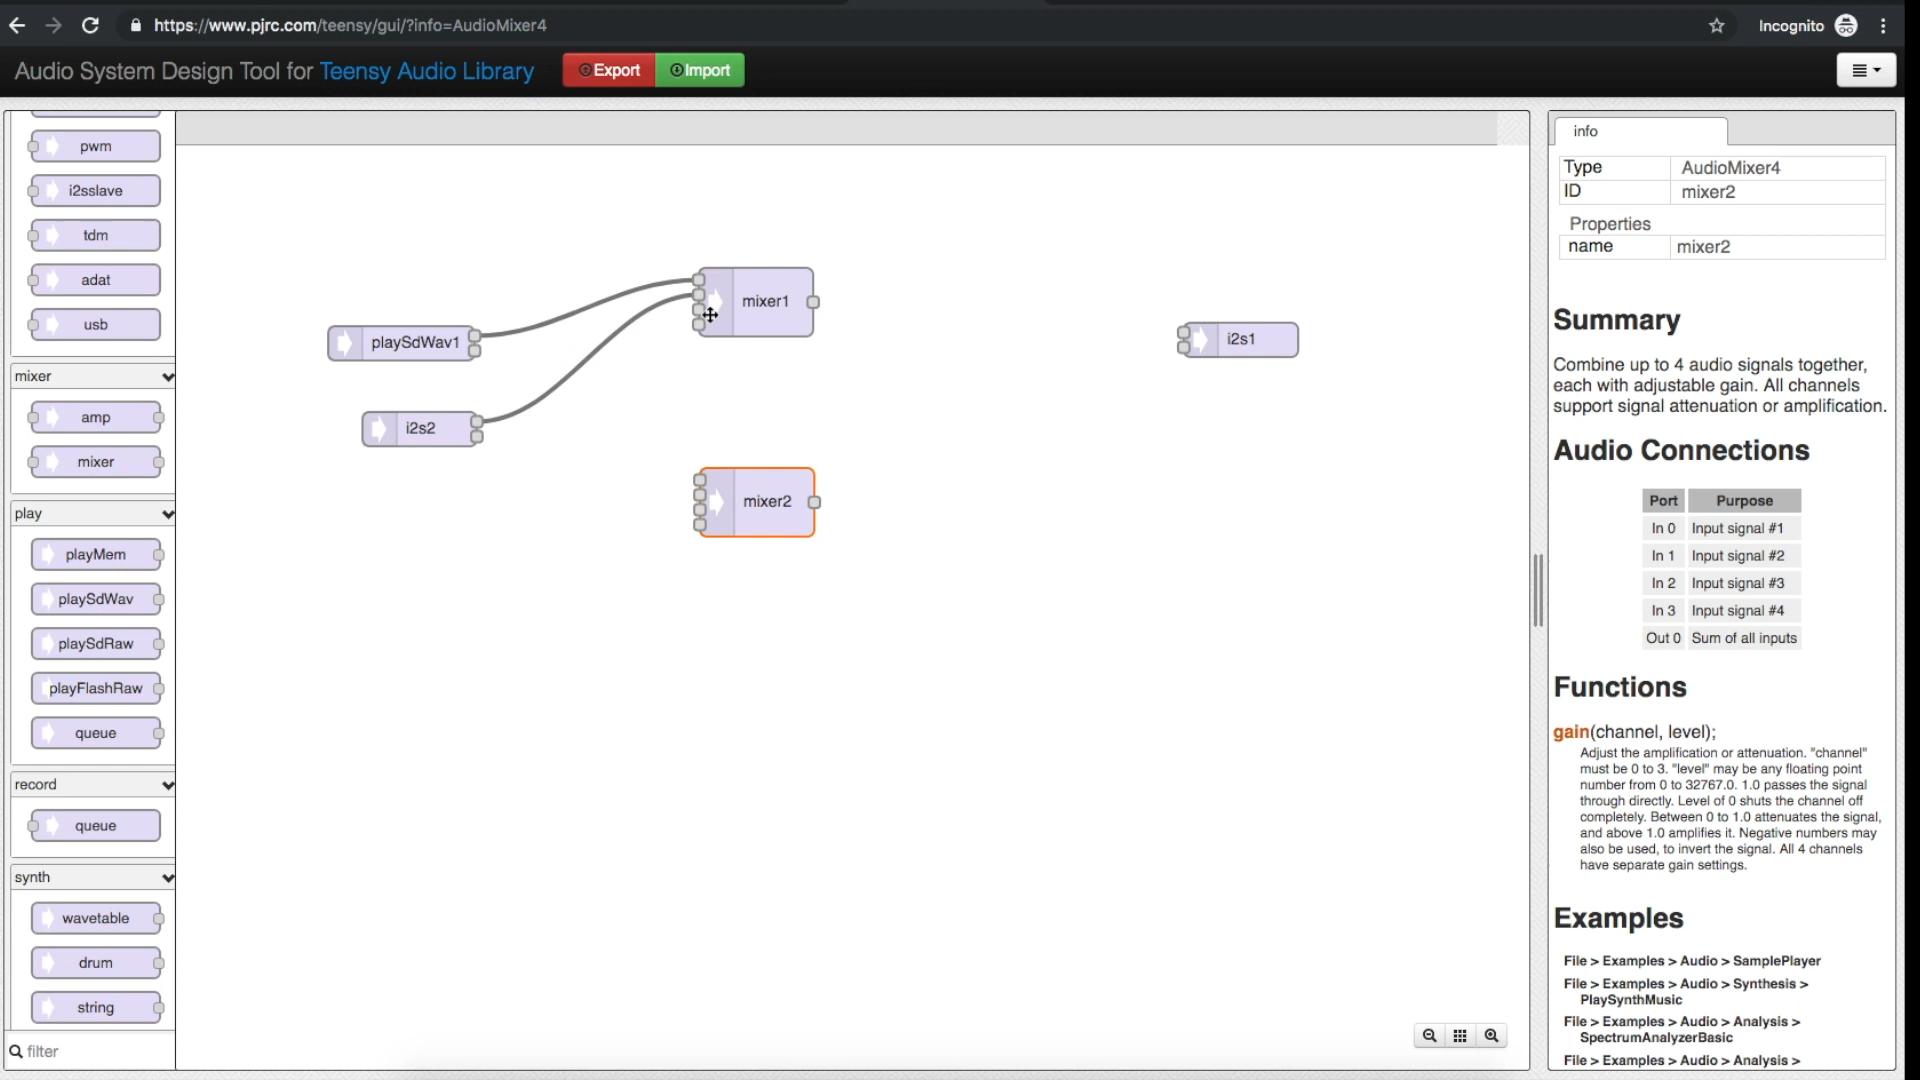 https://www.pjrc.com/teensy/gui/?info=AudioMixer4
Incognito
Audio System Design Tool for Teensy Audio Library
Export
Import
pwm
i2sslave
tdm
adat
usb
mixer
amp
mixer
play
playMem
playSdWav
playSdRaw
playFlashRaw
queue
record
queue
synth
wavetable
drum
string
filter
playSdWav1
i2s2
mixer1
mixer2
i2s1
info
Type AudioMixer4
ID mixer2
Properties
name mixer2
Summary
Combine up to 4 audio signals together,
each with adjustable gain. All channels
support signal attenuation or amplification.
Audio Connections
Port Purpose
In 0 Input signal #1
In 1 Input signal #2
In 2 Input signal #3
In 3 Input signal #4
Out 0 Sum of all inputs
Functions
gain(channel, level);
Adjust the amplification or attenuation. "channel"
must be 0 to 3. "level" may be any floating point
number from 0 to 32767.0. 1.0 passes the signal
through directly. Level of 0 shuts the channel off
completely. Between 0 to 1.0 attenuates the signal,
and above 1.0 amplifies it. Negative numbers may
also be used, to invert the signal. All 4 channels
have separate gain settings.
Examples
File > Examples > Audio > SamplePlayer
File > Examples > Audio > Synthesis >
PlaySynthMusic
File > Examples > Audio > Analysis >
SpectrumAnalyzerBasic
File > Examples > Audio > Analysis >